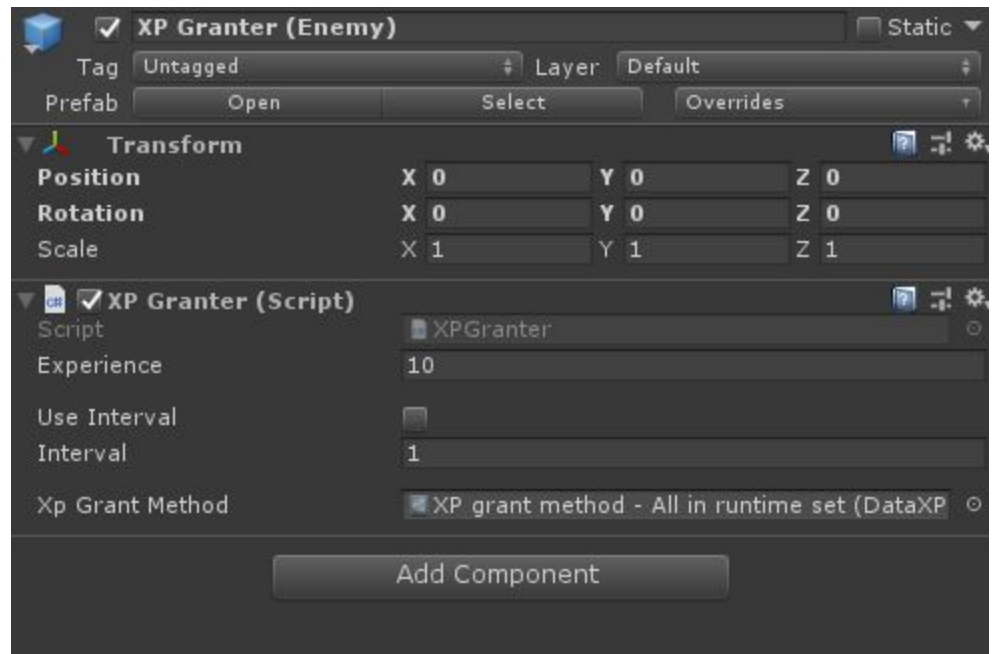 XP Granter (Enemy) Static
Tag Untagged Layer Default
Prefab Open Select Overrides
Transform
Position X 0 Y 0 Z 0
Rotation X 0 Y 0 Z 0
Scale X 1 Y 1 Z 1
C# XP Granter (Script)
Script XPGranter
Experience 10
Use Interval
Interval 1
Xp Grant Method XP grant method - All in runtime set (DataXP
Add Component